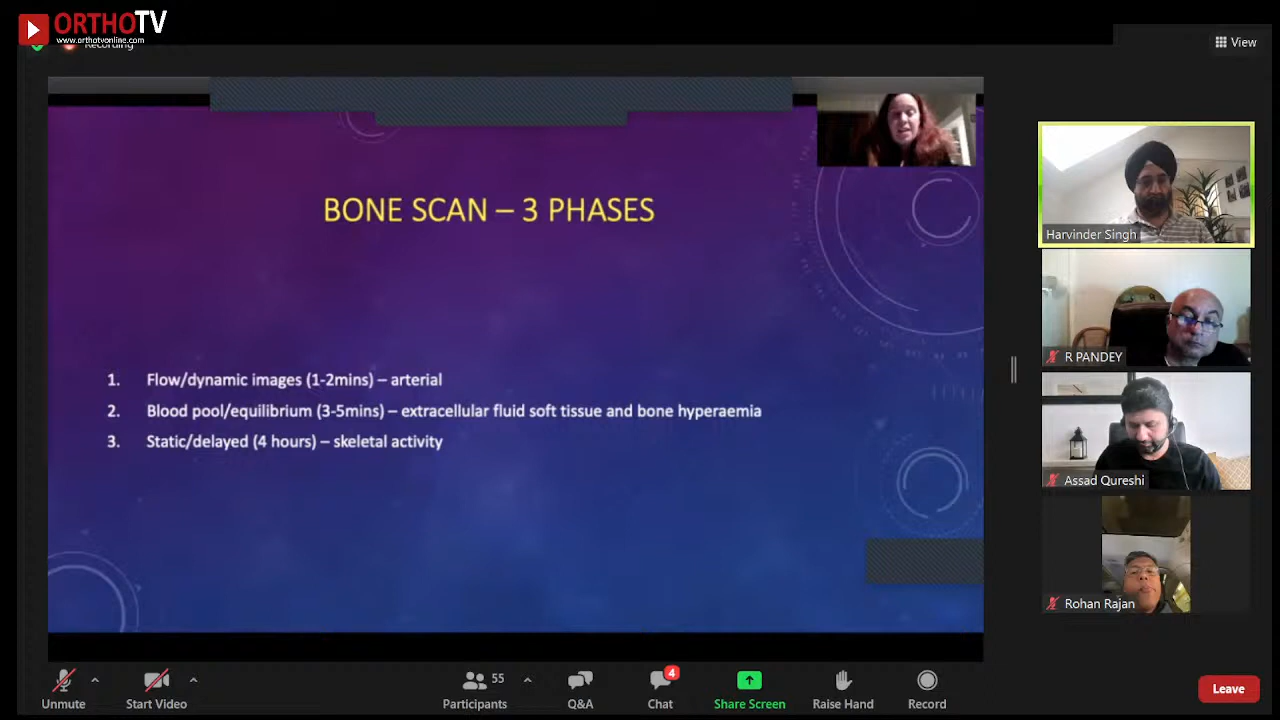 ORTHOTV
www.orthotvonline.com
Recording
View
BONE SCAN – 3 PHASES
1. Flow/dynamic images (1-2mins) – arterial
2. Blood pool/equilibrium (3-5mins) – extracellular fluid soft tissue and bone hyperaemia
3. Static/delayed (4 hours) – skeletal activity
Harvinder Singh
R PANDEY
Assad Qureshi
Rohan Rajan
55
4
Unmute
Start Video
Participants
Q&A
Chat
Share Screen
Raise Hand
Record
Leave